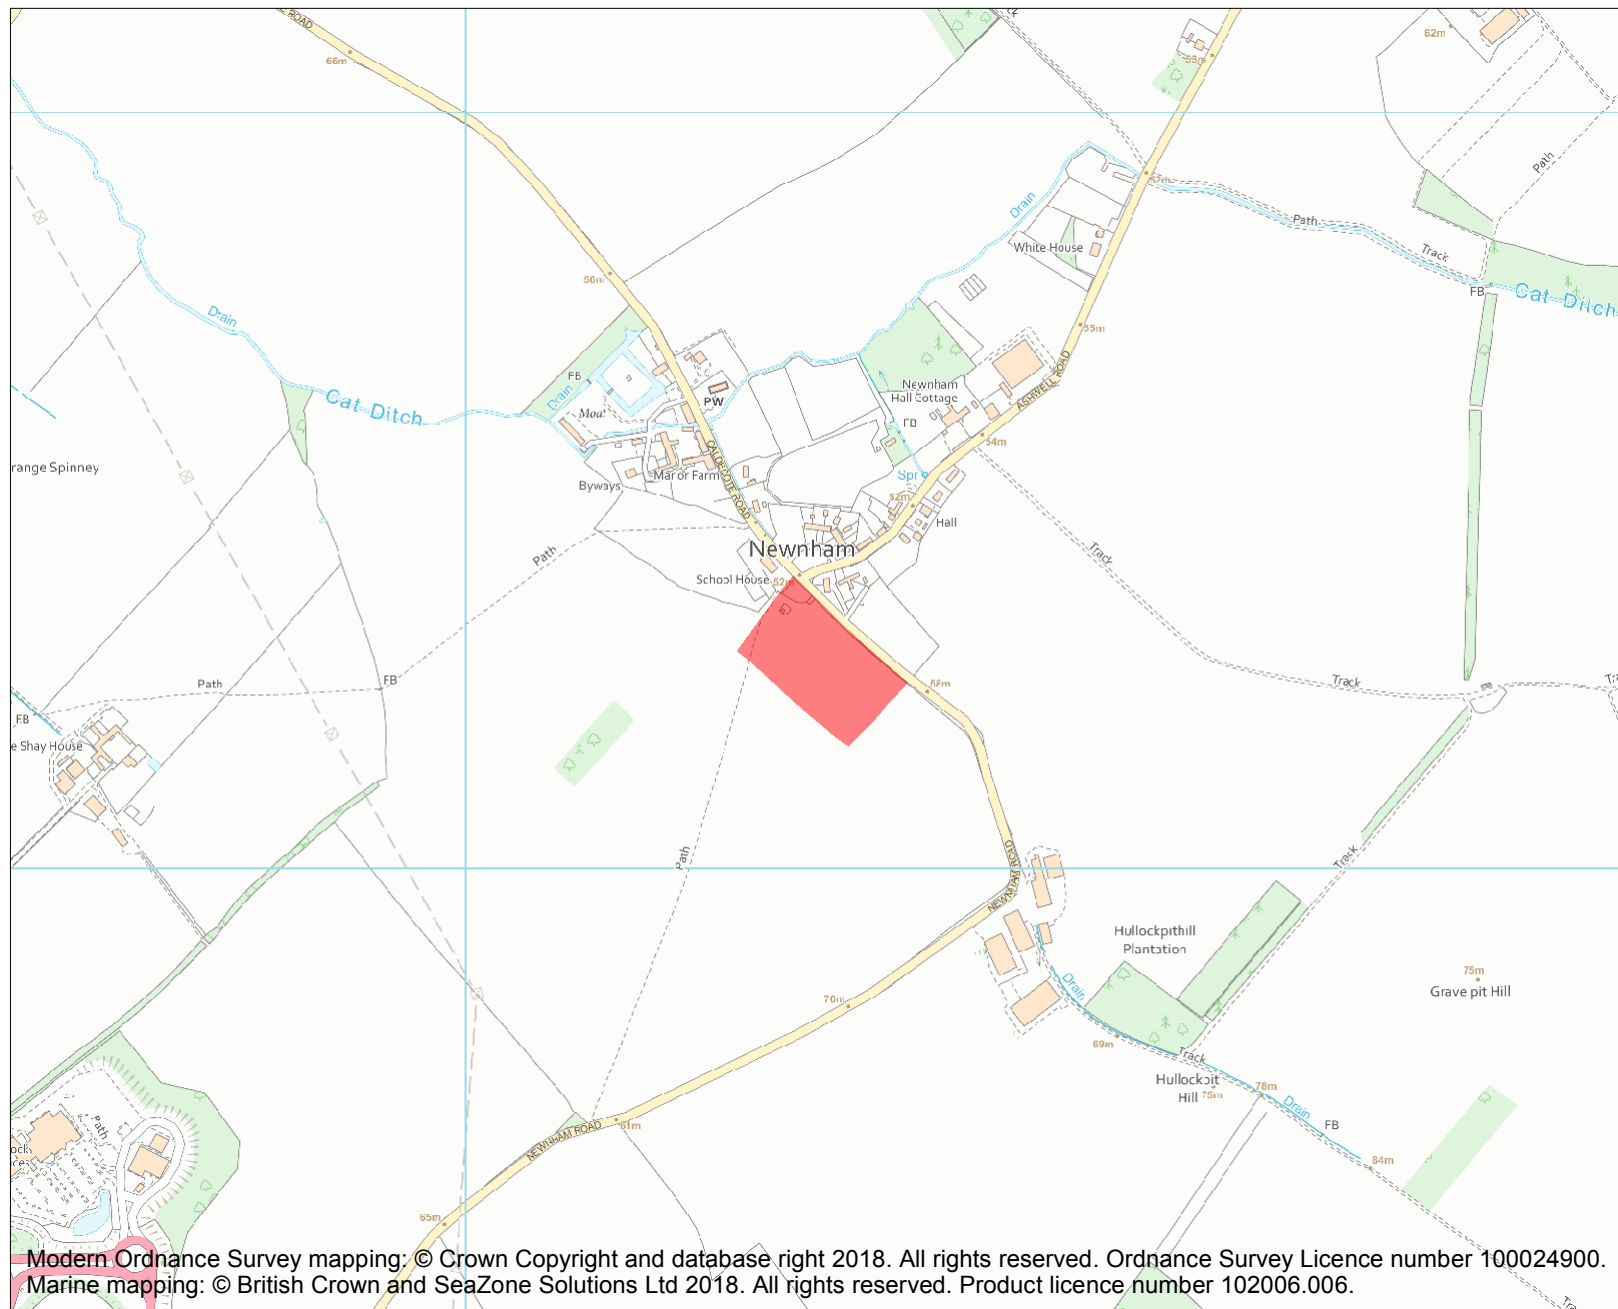 ROAD
66m
53m
62m
Path
Drain
52m
Path
White House
Track
56m
FB
Cat Ditch
Drain
55m
FB
ASHWELL ROAD
Newnham
Hall Cottage
Drain
Moat
PW
Cat Ditch
54m
CALDECOTE ROAD
range Spinney
Manor Farm
Spr
Byways
52m
Hall
Newnham
Path
Track
School House
52m
FB
Path
58m
Track
FB
e Shay House
Path
Track
NEWNHAM ROAD
Hullockpithill
Plantation
Drain
75m
Gravepit Hill
70m
69m
Track
Hullockpit
Hill
75m
78m
Drain
FB
Path
61m
NEWNHAM ROAD
84m
65m
Modern Ordnance Survey mapping: © Crown Copyright and database right 2018. All rights reserved. Ordnance Survey Licence number 100024900.
Marine mapping: © British Crown and SeaZone Solutions Ltd 2018. All rights reserved. Product licence number 102006.006.